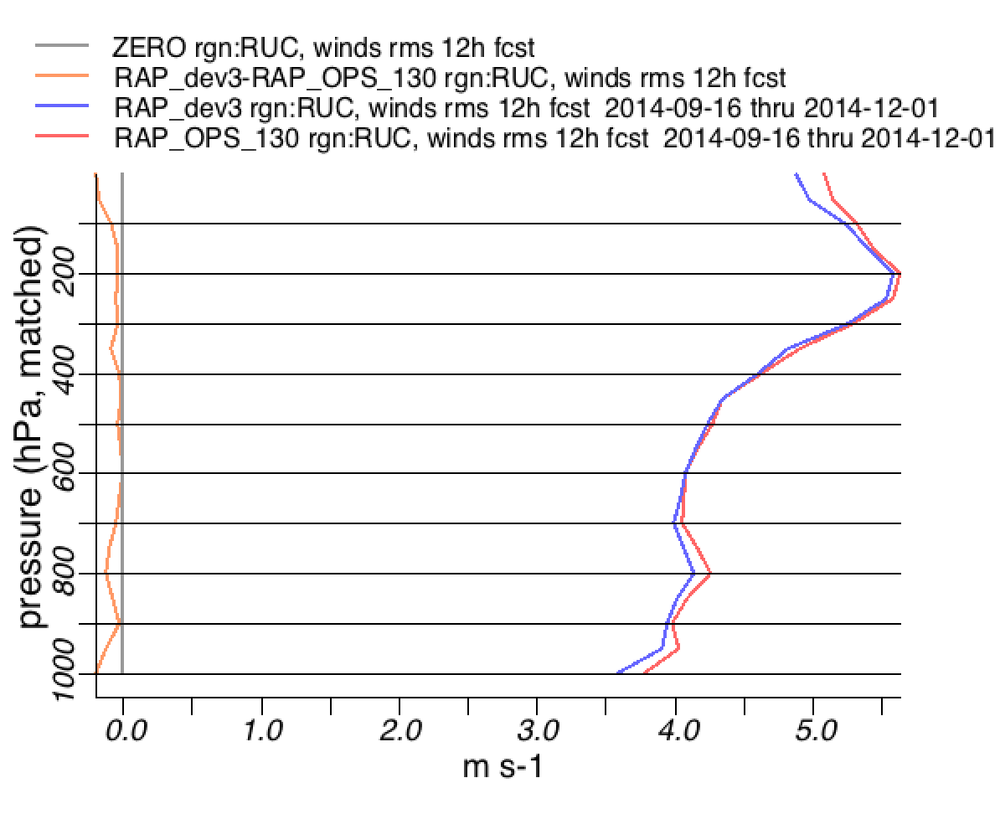 ZERO rgn:RUC, winds rms 12h fcst
RAP_dev3-RAP_OPS_130 rgn:RUC, winds rms 12h fcst
RAP_dev3 rgn:RUC, winds rms 12h fcst 2014-09-16 thru 2014-12-01
RAP_OPS_130 rgn:RUC, winds rms 12h fcst 2014-09-16 thru 2014-12-01
pressure (hPa, matched)
200
400
600
800
1000
0.0 1.0 2.0 3.0 4.0 5.0
m s-1